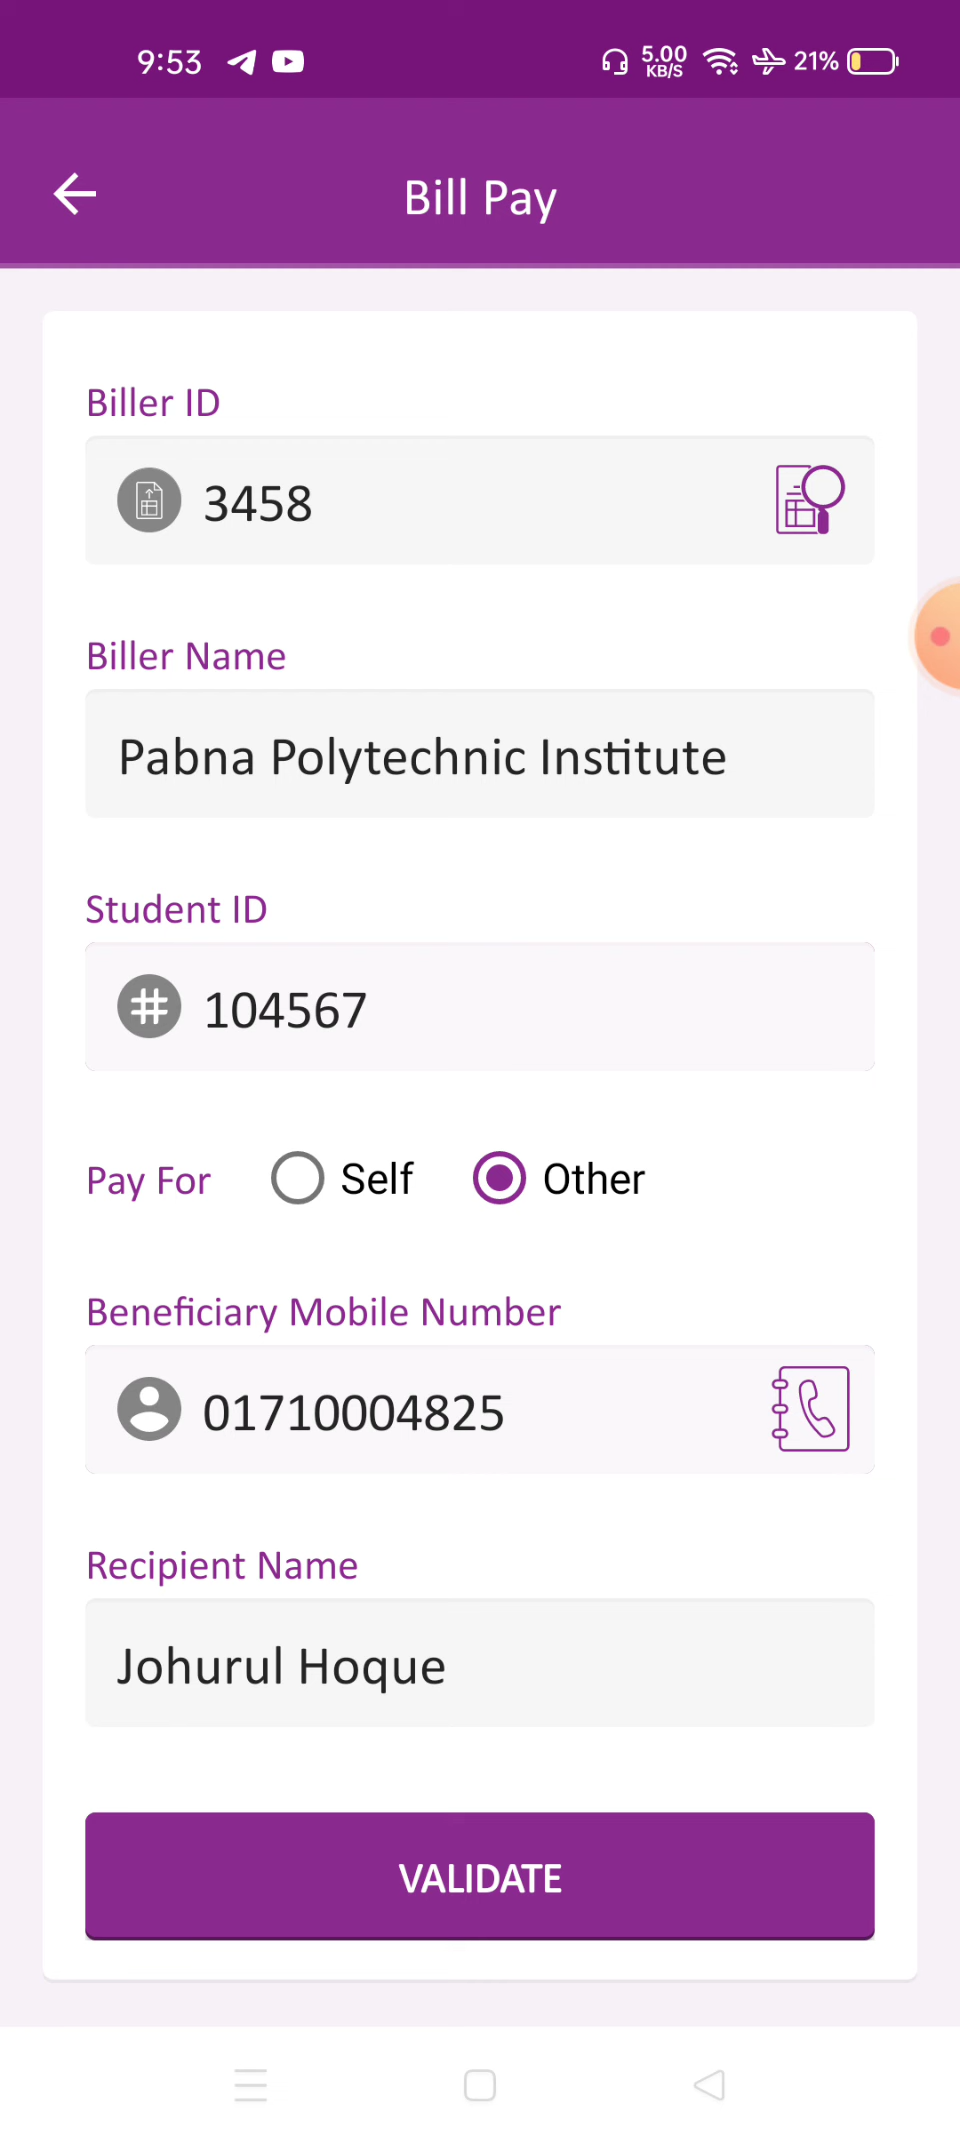 9:53 5.00 KB/S 21%
Bill Pay
Biller ID
3458
Biller Name
Pabna Polytechnic Institute
Student ID
# 104567
Pay For Self Other
Beneficiary Mobile Number
01710004825
Recipient Name
Johurul Hoque
VALIDATE